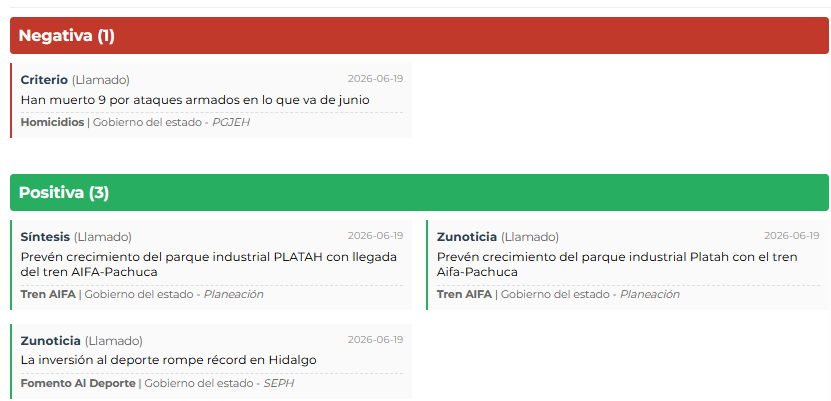 Negativa (1)
Criterio (Llamado) 2026-06-19
Han muerto 9 por ataques armados en lo que va de junio
Homicidios | Gobierno del estado - PGJEH
Positiva (3)
Síntesis (Llamado) 2026-06-19
Prevén crecimiento del parque industrial PLATAH con llegada
del tren AIFA-Pachuca
Tren AIFA | Gobierno del estado - Planeación
Zunoticia (Llamado) 2026-06-19
Prevén crecimiento del parque industrial Platah con el tren
Aifa-Pachuca
Tren AIFA | Gobierno del estado - Planeación
Zunoticia (Llamado) 2026-06-19
La inversión al deporte rompe récord en Hidalgo
Fomento Al Deporte | Gobierno del estado - SEPH